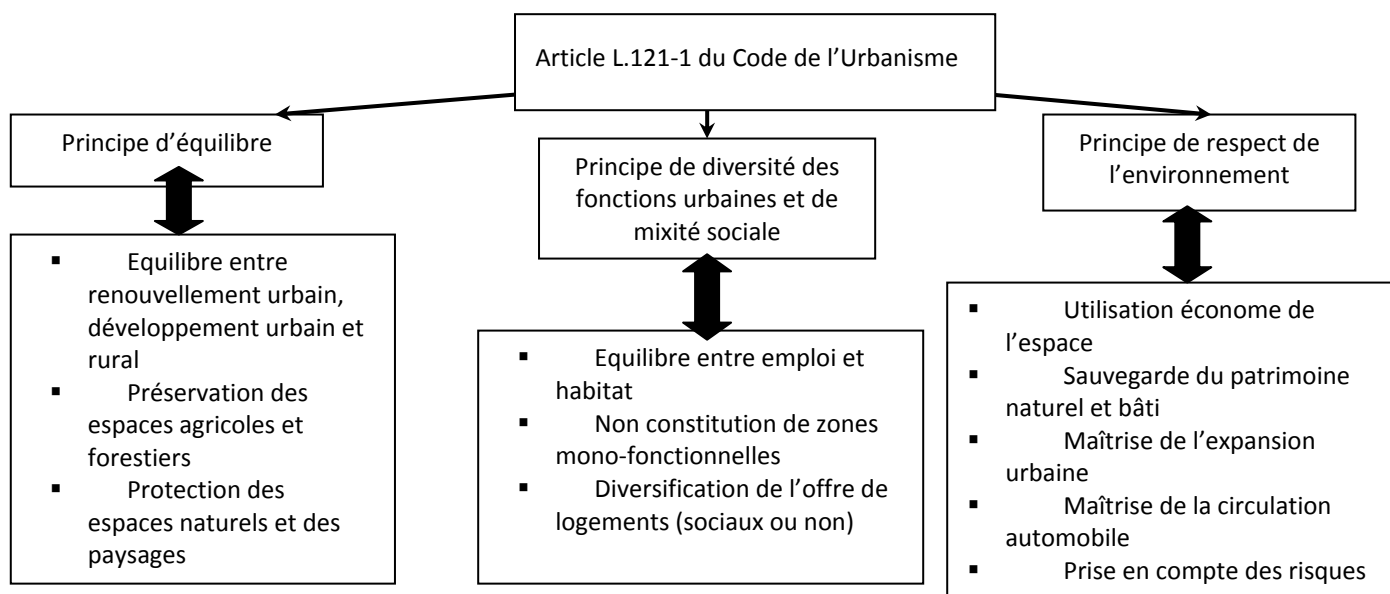 Article L.121-1 du Code de l’Urbanisme
Principe d’équilibre
▪ Equilibre entre
renouvellement urbain,
développement urbain et
rural
▪ Préservation des
espaces agricoles et
forestiers
▪ Protection des
espaces naturels et des
paysages
Principe de diversité des
fonctions urbaines et de
mixité sociale
▪ Equilibre entre emploi et
habitat
▪ Non constitution de zones
mono-fonctionnelles
▪ Diversification de l’offre de
logements (sociaux ou non)
Principe de respect de
l’environnement
▪ Utilisation économe de
l’espace
▪ Sauvegarde du patrimoine
naturel et bâti
▪ Maîtrise de l’expansion
urbaine
▪ Maîtrise de la circulation
automobile
▪ Prise en compte des risques